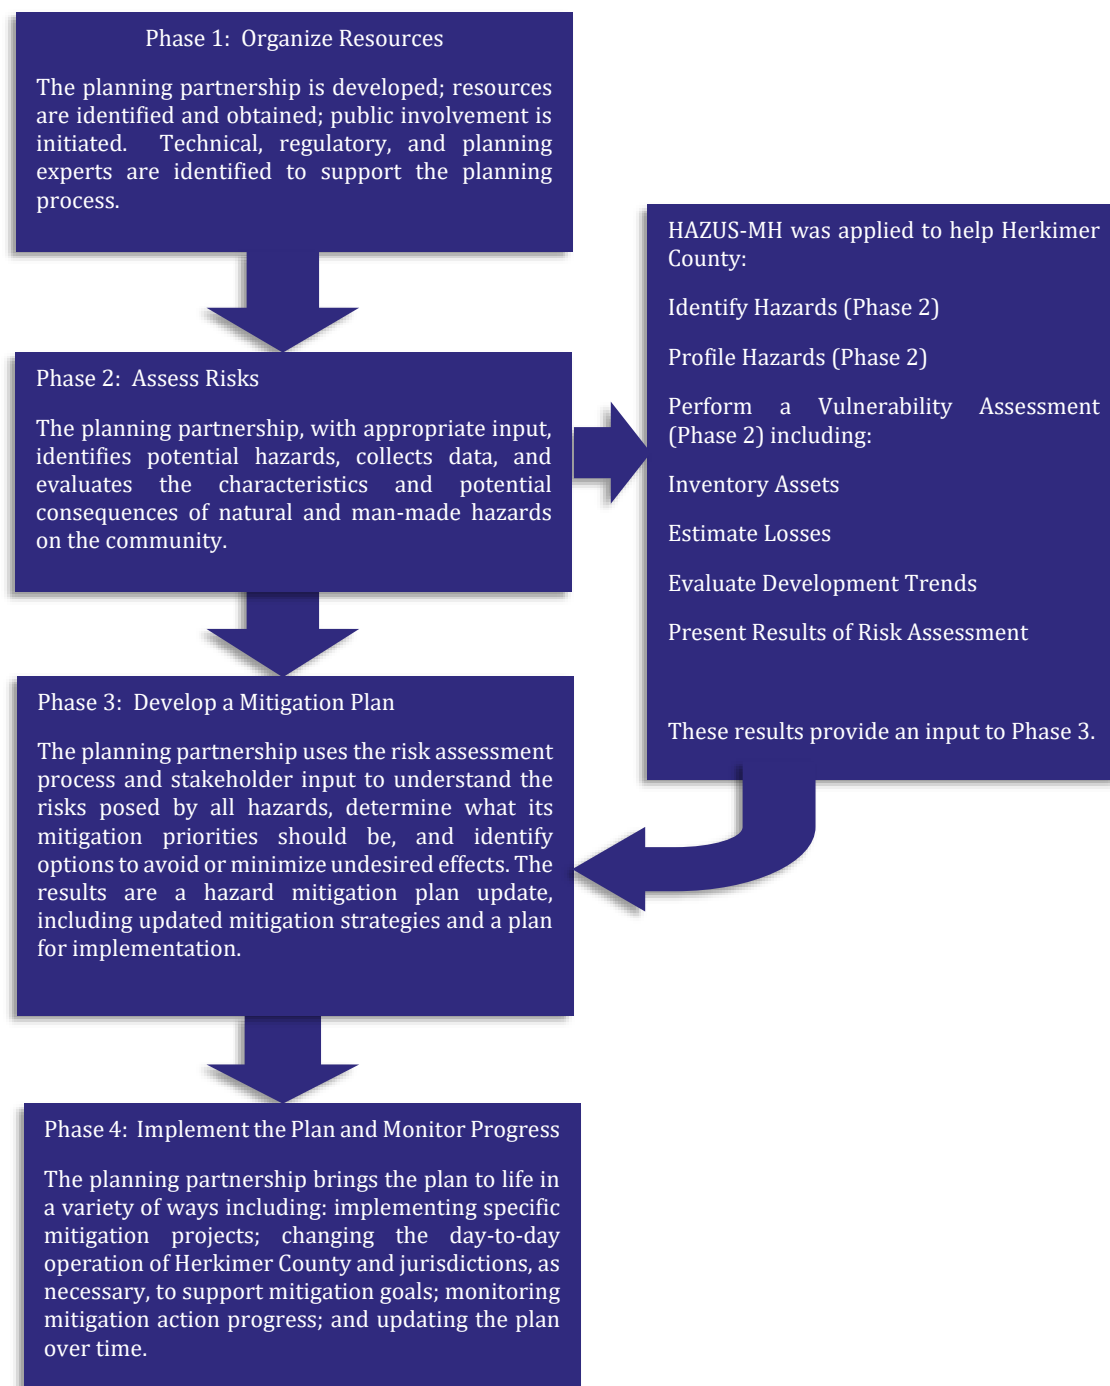 Phase 1: Organize Resources
The planning partnership is developed; resources
are identified and obtained; public involvement is
initiated. Technical, regulatory, and planning
experts are identified to support the planning
process.
Phase 2: Assess Risks
The planning partnership, with appropriate input,
identifies potential hazards, collects data, and
evaluates the characteristics and potential
consequences of natural and man-made hazards
on the community.
HAZUS-MH was applied to help Herkimer
County:
Identify Hazards (Phase 2)
Profile Hazards (Phase 2)
Perform a Vulnerability Assessment
(Phase 2) including:
Inventory Assets
Estimate Losses
Evaluate Development Trends
Present Results of Risk Assessment
These results provide an input to Phase 3.
Phase 3: Develop a Mitigation Plan
The planning partnership uses the risk assessment
process and stakeholder input to understand the
risks posed by all hazards, determine what its
mitigation priorities should be, and identify
options to avoid or minimize undesired effects. The
results are a hazard mitigation plan update,
including updated mitigation strategies and a plan
for implementation.
Phase 4: Implement the Plan and Monitor Progress
The planning partnership brings the plan to life in
a variety of ways including: implementing specific
mitigation projects; changing the day-to-day
operation of Herkimer County and jurisdictions, as
necessary, to support mitigation goals; monitoring
mitigation action progress; and updating the plan
over time.